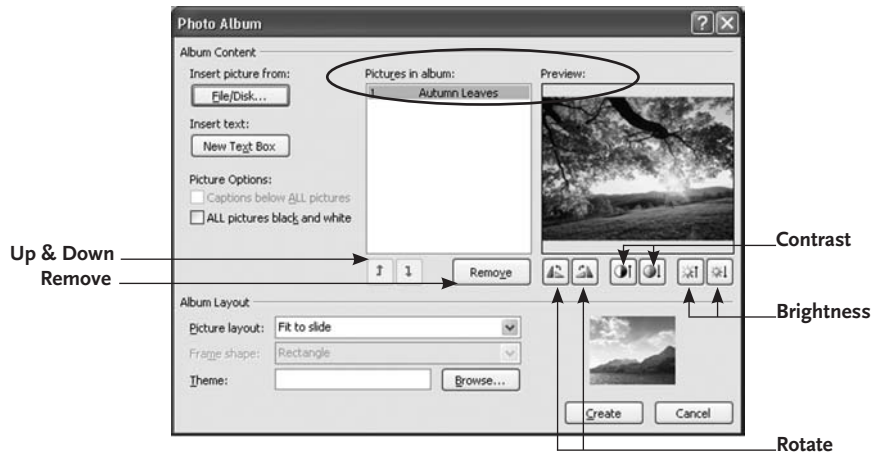 Photo Album
Album Content
Insert picture from:
File/Disk...
Insert text:
New Text Box
Picture Options:
Captions below ALL pictures
ALL pictures black and white
Pictures in album:
1 Autumn Leaves
Preview:
Up & Down
Remove
Remove
Contrast
Brightness
Album Layout
Picture layout: Fit to slide
Frame shape: Rectangle
Theme:
Browse...
Create Cancel
Rotate